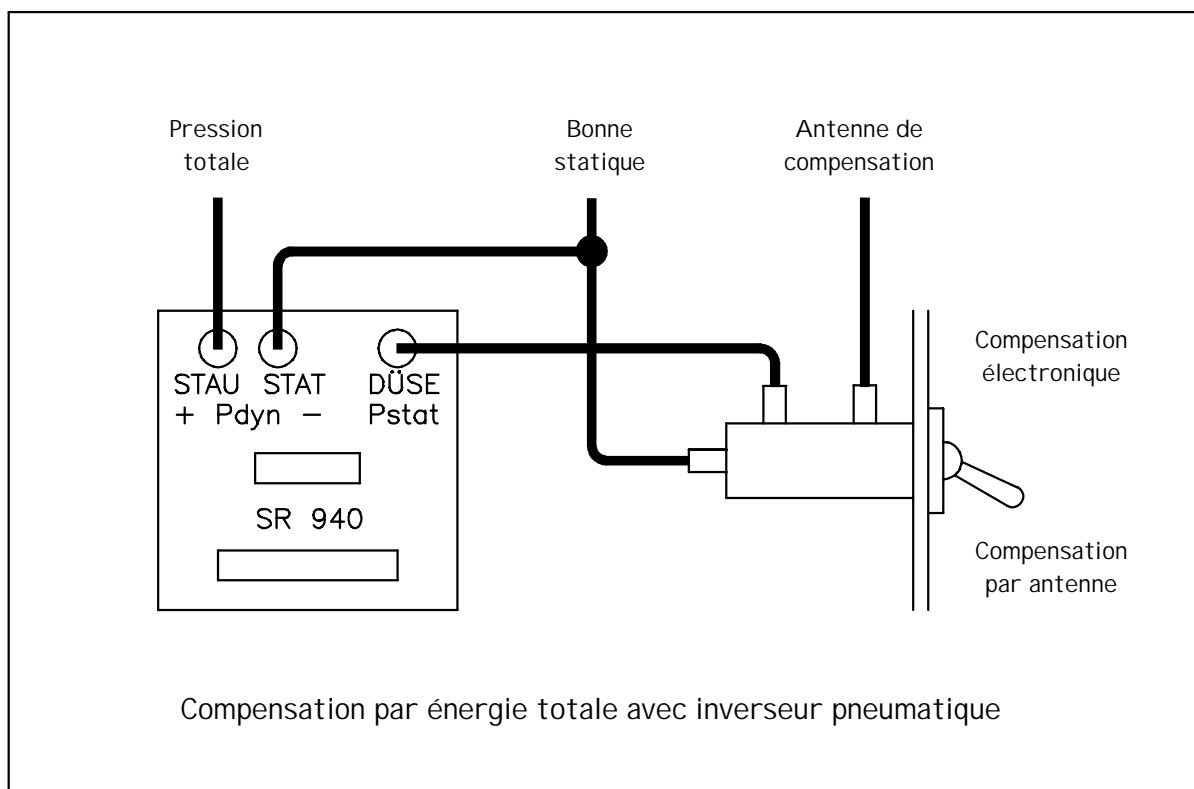 Pression
totale
Bonne
statique
Antenne de
compensation
STAU STAT DÜSE
+ Pdyn − Pstat
SR 940
Compensation
électronique
Compensation
par antenne
Compensation par énergie totale avec inverseur pneumatique